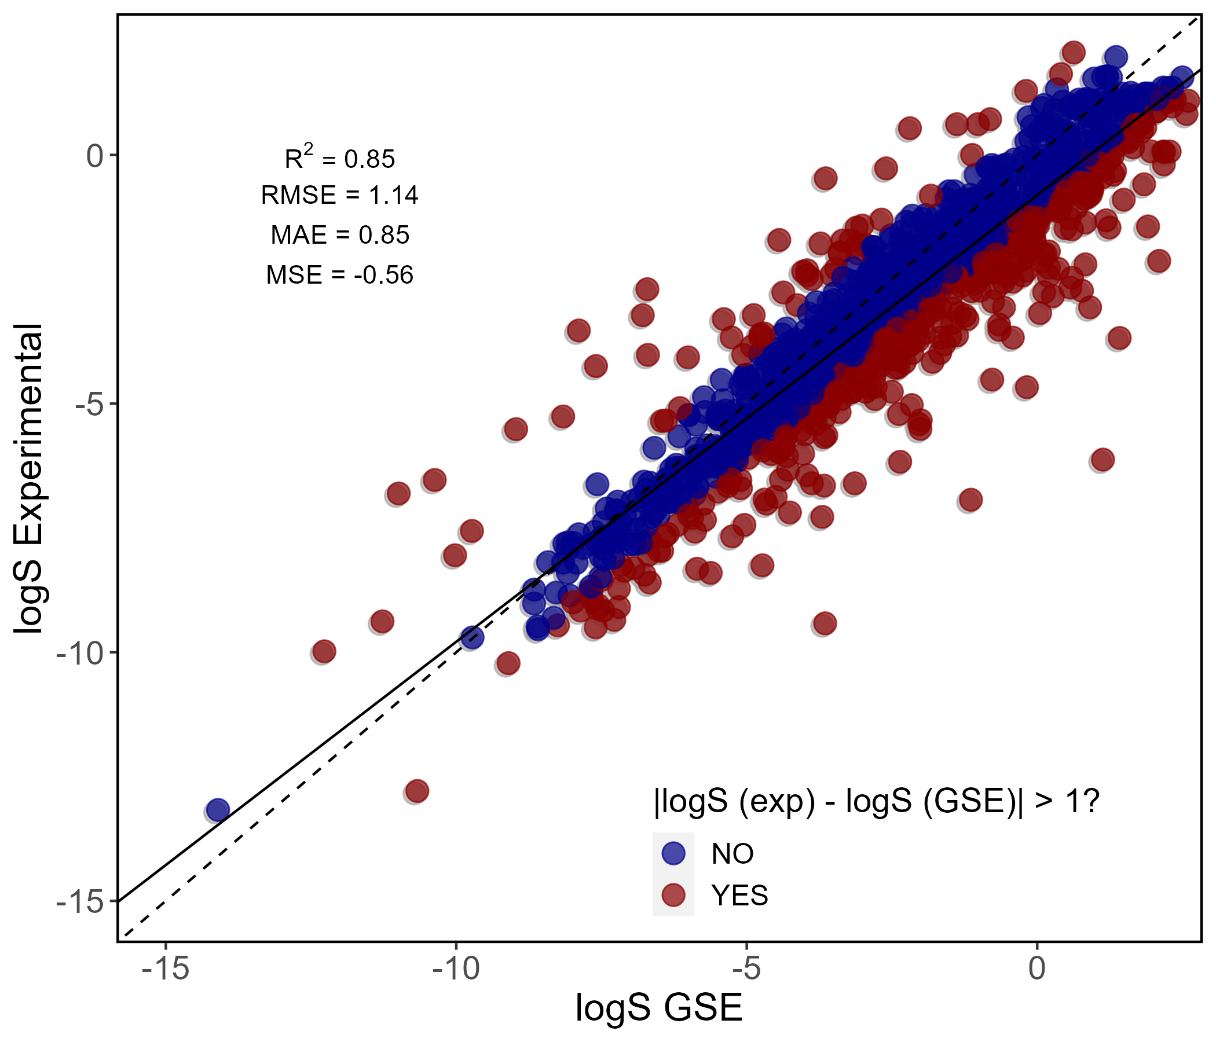 R² = 0.85
RMSE = 1.14
MAE = 0.85
MSE = -0.56
logS Experimental
0
-5
-10
-15
|logS (exp) - logS (GSE)| > 1?
NO
YES
-15
-10
-5
0
logS GSE